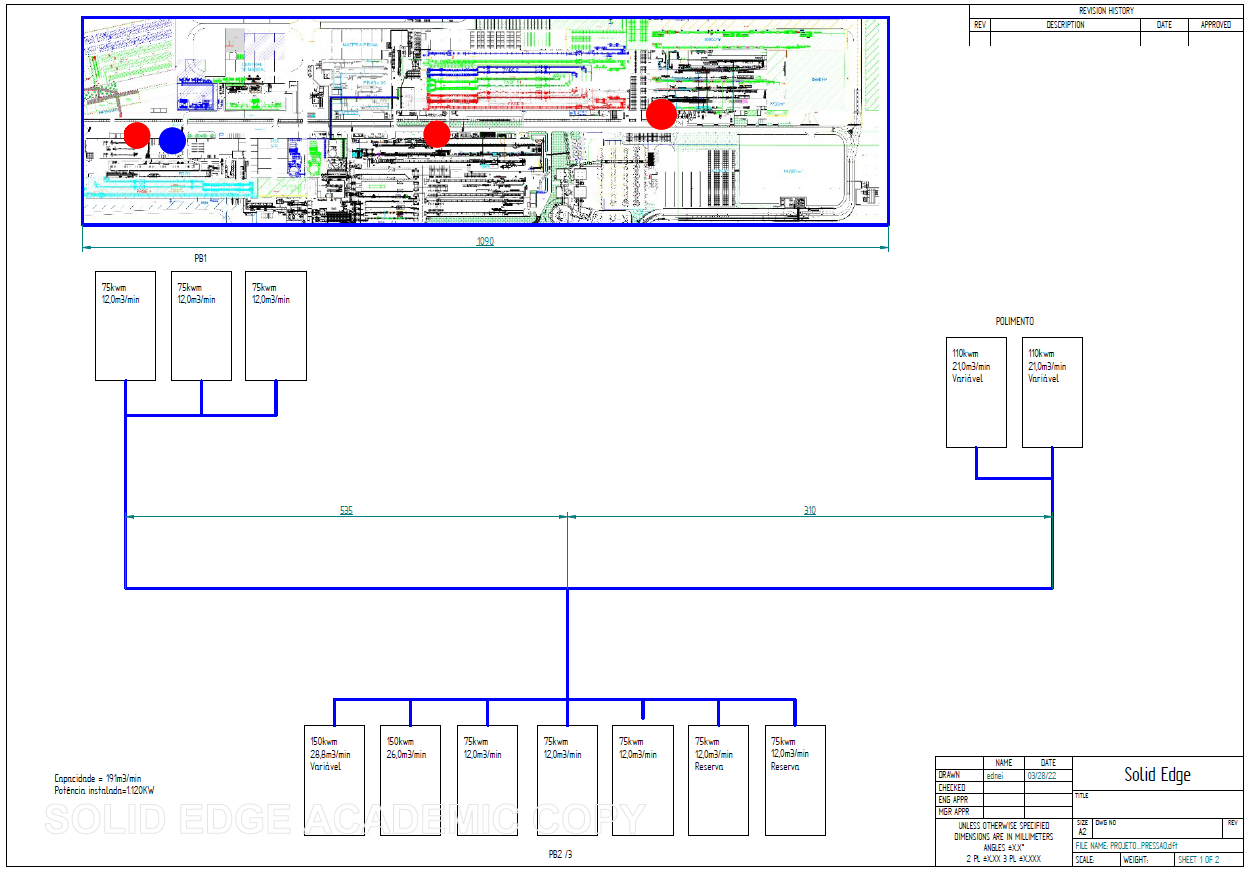 REVISION HISTORY
REV DESCRIPTION DATE APPROVED
1090
PB1
75kwm
12,0m3/min
75kwm
12,0m3/min
75kwm
12,0m3/min
POLIMENTO
110kwm
21,0m3/min
Variável
110kwm
21,0m3/min
Variável
535
310
150kwm
28,8m3/min
Variável
150kwm
26,0m3/min
75kwm
12,0m3/min
75kwm
12,0m3/min
75kwm
12,0m3/min
75kwm
12,0m3/min
Reserva
75kwm
12,0m3/min
Reserva
PB2 /3
Capacidade = 191m3/min
Potência instalada=1.120KW
SOLID EDGE ACADEMIC COPY
NAME DATE
DRAWN ednei 03/28/22
CHECKED
ENG APPR
MGR APPR
UNLESS OTHERWISE SPECIFIED
DIMENSIONS ARE IN MILLIMETERS
ANGLES ±X.X°
2 PL ±X.XX 3 PL ±X.XXX
Solid Edge
TITLE
SIZE DWG NO REV
A2
FILE NAME: PROJETO...PRESSAO.dft
SCALE: WEIGHT: SHEET 1 OF 2